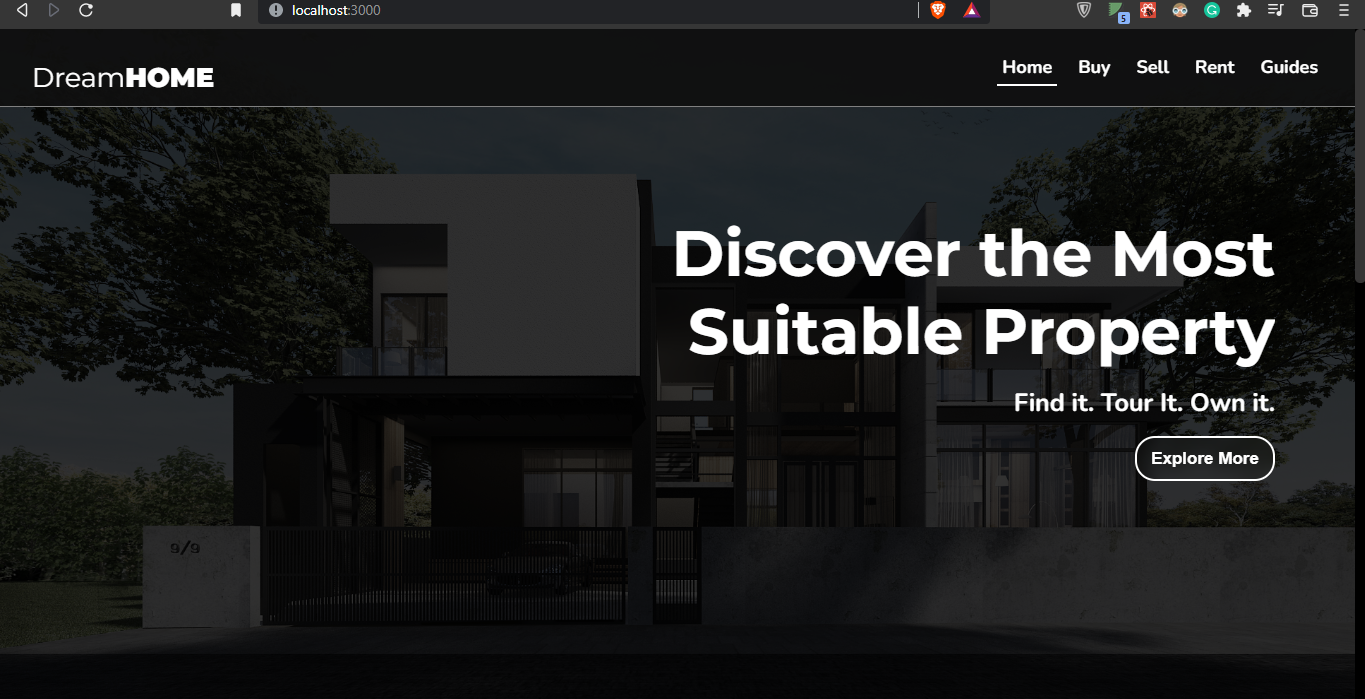 localhost:3000
5
DreamHOME
Home Buy Sell Rent Guides
Discover the Most
Suitable Property
Find it. Tour It. Own it.
Explore More
9/9